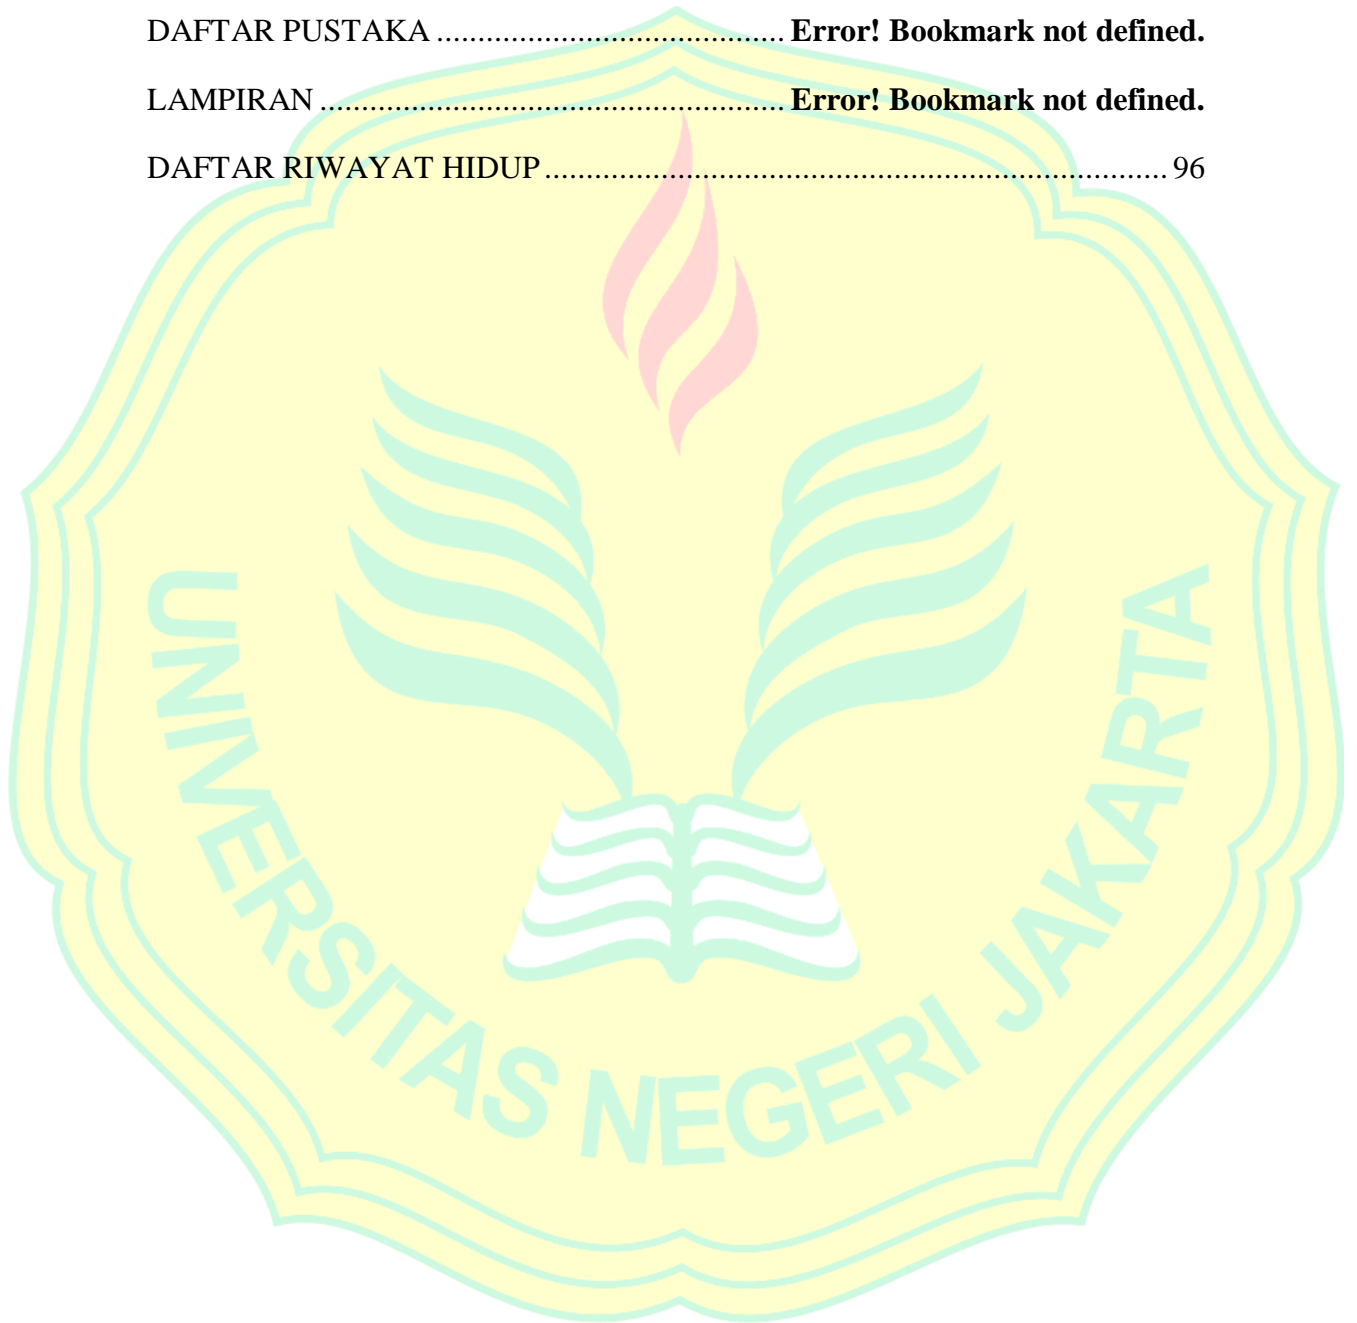 DAFTAR PUSTAKA .......................................... Error! Bookmark not defined.
LAMPIRAN ........................................................ Error! Bookmark not defined.
DAFTAR RIWAYAT HIDUP ........................................................................... 96
UNIVERSITAS NEGERI JAKARTA